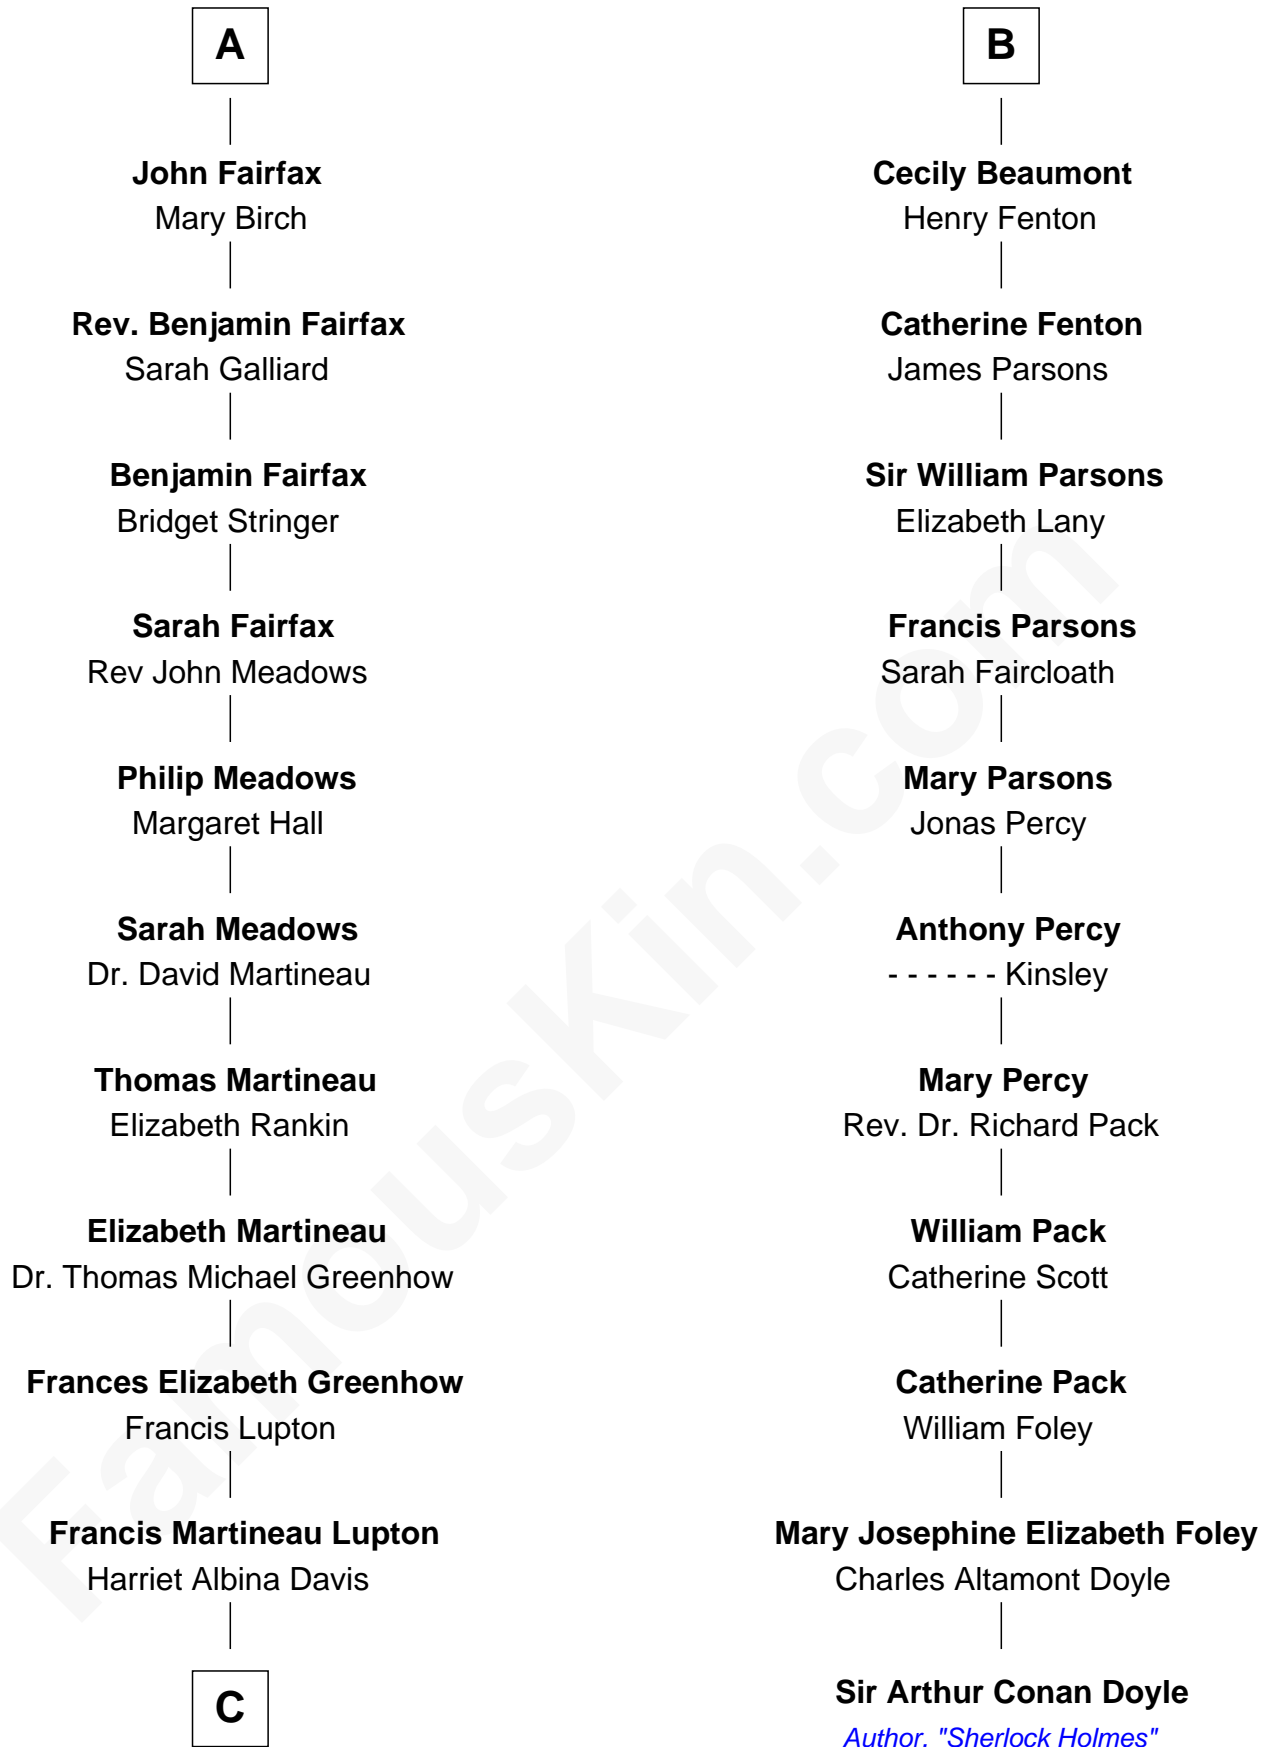 A
John Fairfax
Mary Birch
Rev. Benjamin Fairfax
Sarah Galliard
Benjamin Fairfax
Bridget Stringer
Sarah Fairfax
Rev John Meadows
Philip Meadows
Margaret Hall
Sarah Meadows
Dr. David Martineau
Thomas Martineau
Elizabeth Rankin
Elizabeth Martineau
Dr. Thomas Michael Greenhow
Frances Elizabeth Greenhow
Francis Lupton
Francis Martineau Lupton
Harriet Albina Davis
C
B
Cecily Beaumont
Henry Fenton
Catherine Fenton
James Parsons
Sir William Parsons
Elizabeth Lany
Francis Parsons
Sarah Faircloath
Mary Parsons
Jonas Percy
Anthony Percy
- - - - - - Kinsley
Mary Percy
Rev. Dr. Richard Pack
William Pack
Catherine Scott
Catherine Pack
William Foley
Mary Josephine Elizabeth Foley
Charles Altamont Doyle
Sir Arthur Conan Doyle
Author, "Sherlock Holmes"
FamousKin.com